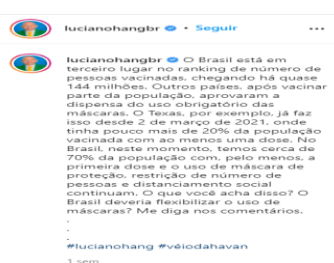 lucianohangbr • Seguir
lucianohangbr O Brasil está em
terceiro lugar no ranking de número de
pessoas vacinadas, chegando há quase
144 milhões. Outros países, após vacinar
parte da população, aprovaram a
dispensa do uso obrigatório das
máscaras. O Texas, por exemplo, já faz
isso desde 2 de março de 2021, onde
tinha pouco mais de 20% da população
vacinada com ao menos uma dose. No
Brasil, neste momento, temos cerca de
70% da população com, pelo menos, a
primeira dose e o uso de máscara de
proteção, restrição de número de
pessoas e distanciamento social
continuam. O que você acha disso? O
Brasil deveria flexibilizar o uso de
máscaras? Me diga nos comentários.
.
.
.
#lucianohang #véiodahavan
1 sem